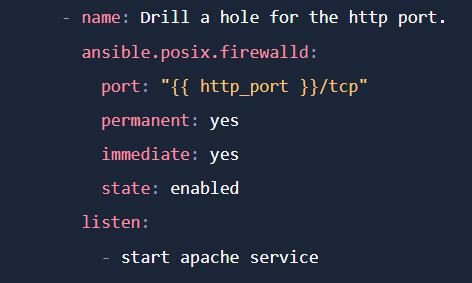 - name: Drill a hole for the http port.
ansible.posix.firewalld:
port: "{{ http_port }}/tcp"
permanent: yes
immediate: yes
state: enabled
listen:
- start apache service